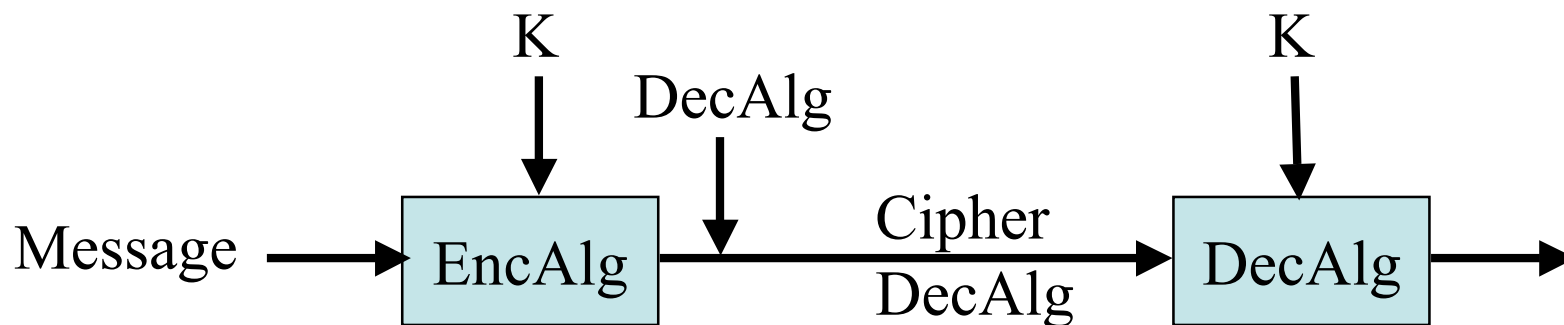 K
K
DecAlg
Message
EncAlg
Cipher
DecAlg
DecAlg